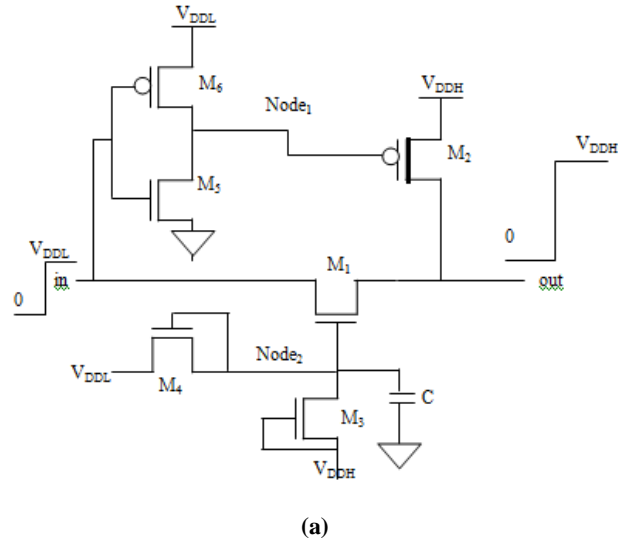 VDDL
M6
Node1
VDDH
M2
VDDH
M5
0
VDDL
in
M1
out
0
Node2
VDDL
M4
M3
C
VDDH
(a)